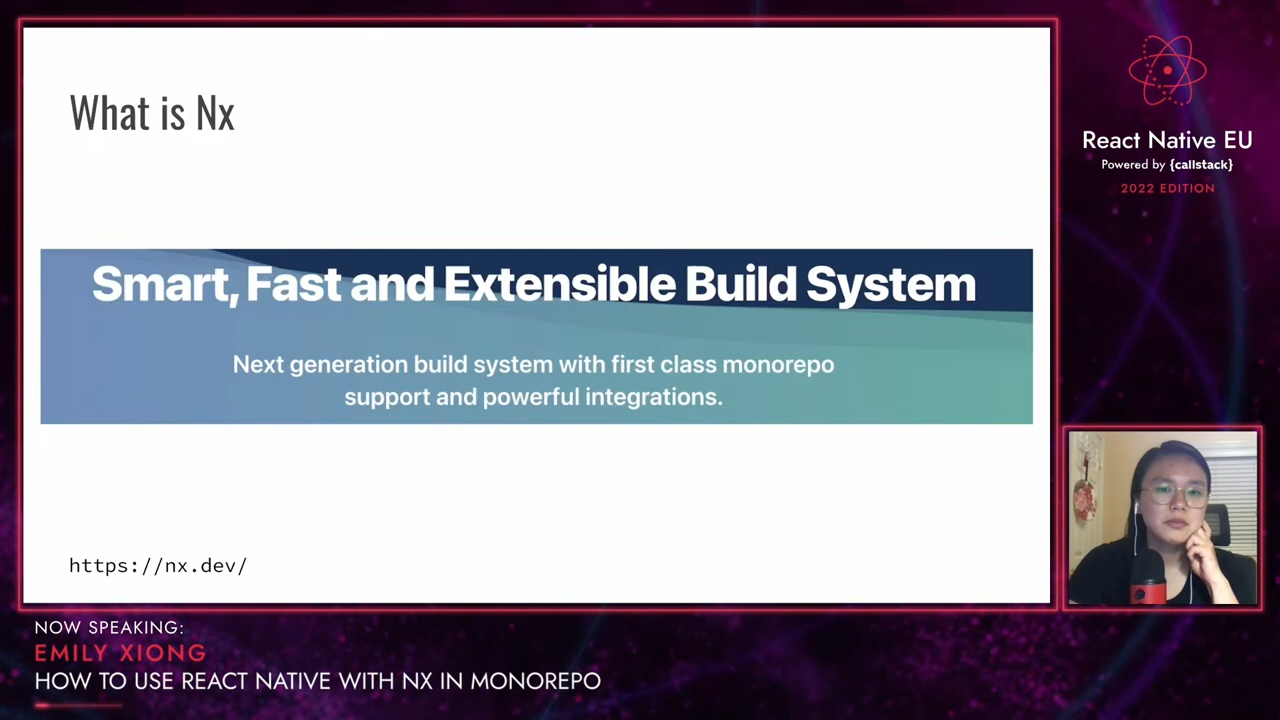 What is Nx
Smart, Fast and Extensible Build System
Next generation build system with first class monorepo
support and powerful integrations.
https://nx.dev/
React Native EU
Powered by {callstack}
2022 EDITION
NOW SPEAKING:
EMILY XIONG
HOW TO USE REACT NATIVE WITH NX IN MONOREPO